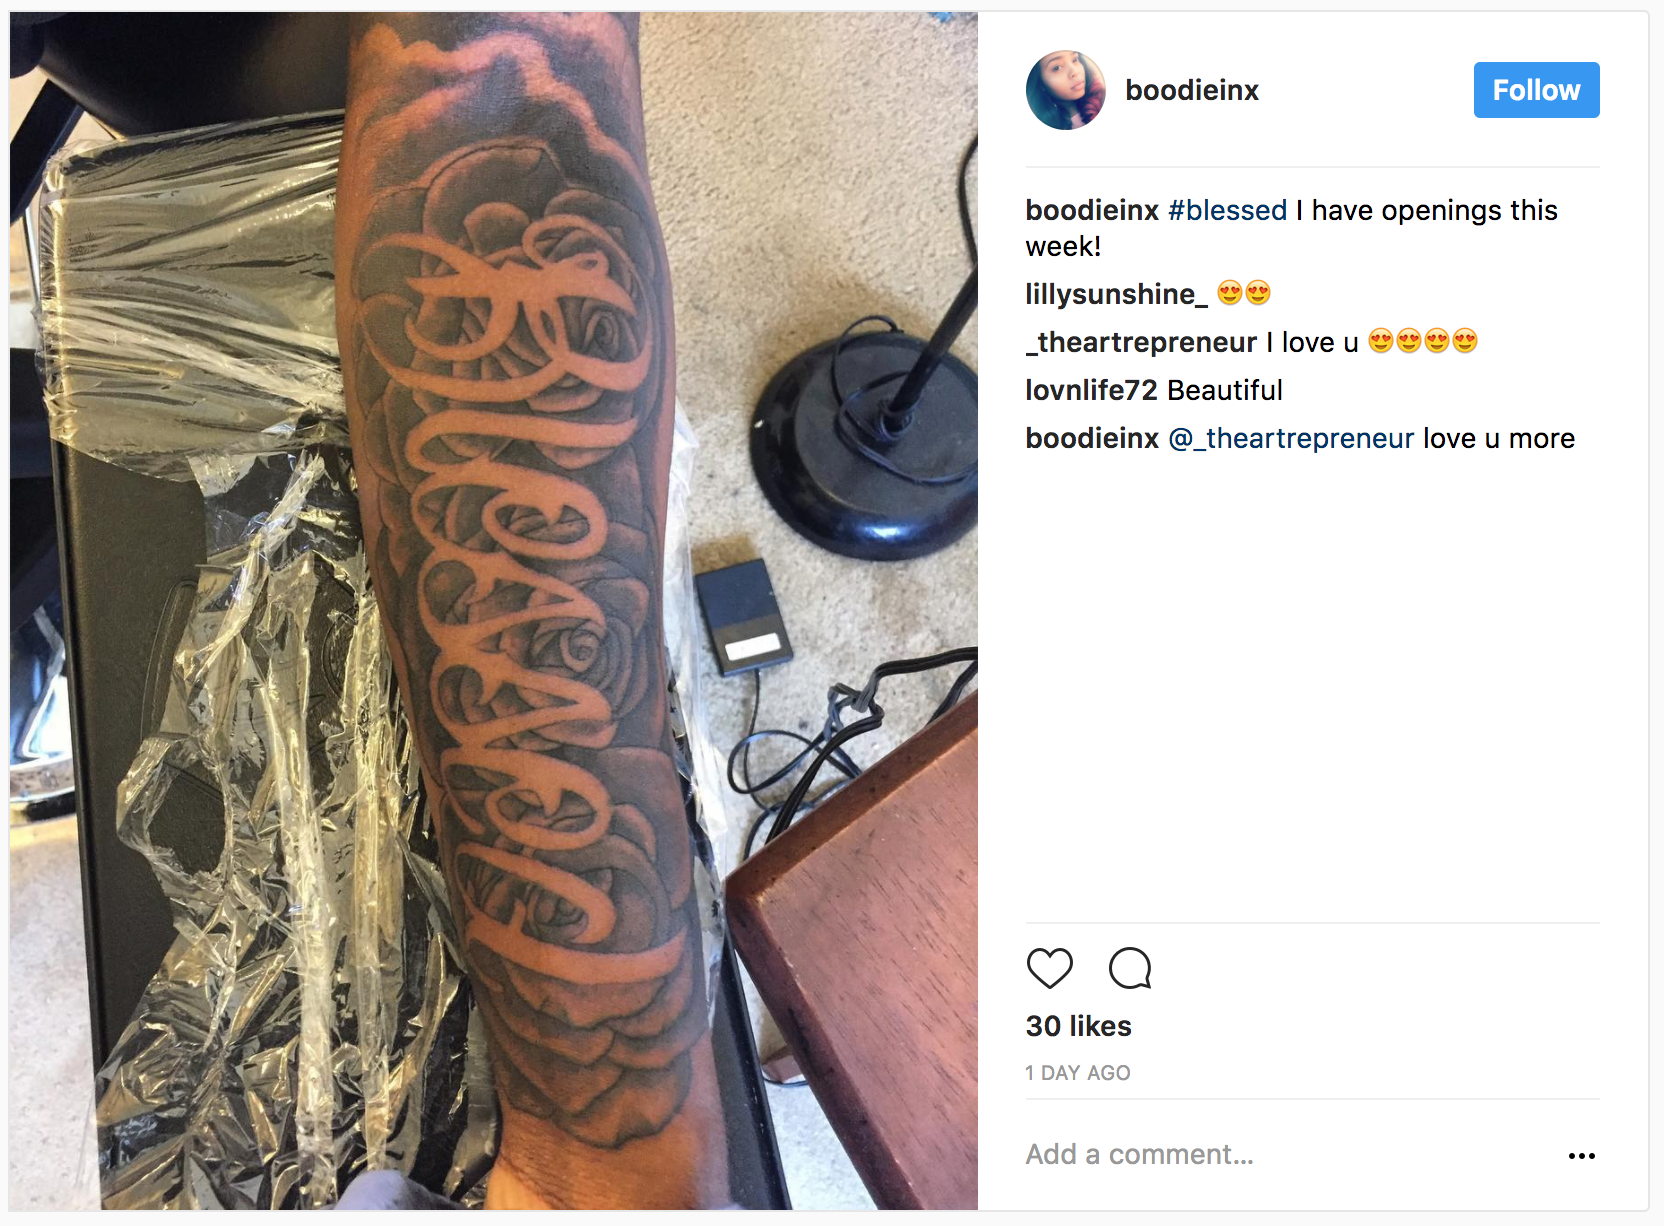 Blessed
boodieinx
Follow
boodieinx #blessed I have openings this
week!
lillysunshine_ 😍😍
_theartrepreneur I love u 😍😍😍😍
lovnlife72 Beautiful
boodieinx @_theartrepreneur love u more
30 likes
1 DAY AGO
Add a comment...